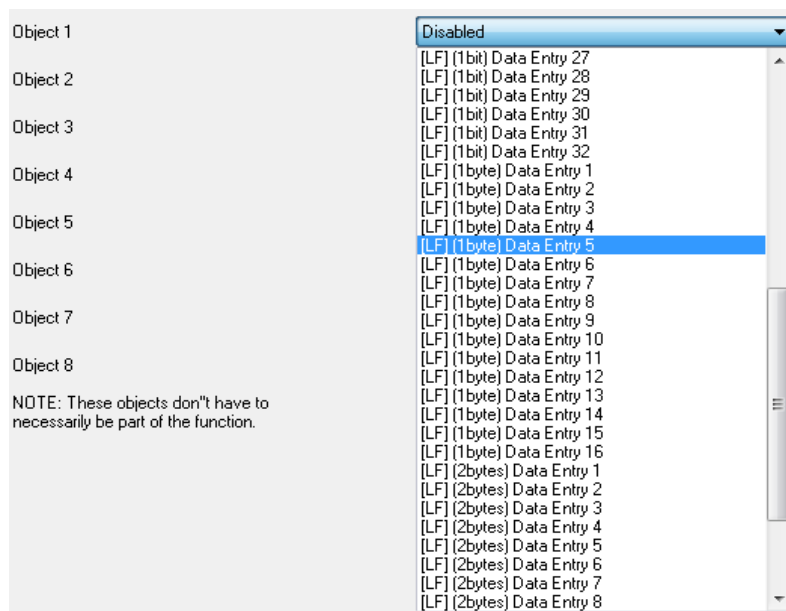 Object 1
Object 2
Object 3
Object 4
Object 5
Object 6
Object 7
Object 8
NOTE: These objects don"t have to
necessarily be part of the function.
Disabled
[LF] (1bit) Data Entry 27
[LF] (1bit) Data Entry 28
[LF] (1bit) Data Entry 29
[LF] (1bit) Data Entry 30
[LF] (1bit) Data Entry 31
[LF] (1bit) Data Entry 32
[LF] (1byte) Data Entry 1
[LF] (1byte) Data Entry 2
[LF] (1byte) Data Entry 3
[LF] (1byte) Data Entry 4
[LF] (1byte) Data Entry 5
[LF] (1byte) Data Entry 6
[LF] (1byte) Data Entry 7
[LF] (1byte) Data Entry 8
[LF] (1byte) Data Entry 9
[LF] (1byte) Data Entry 10
[LF] (1byte) Data Entry 11
[LF] (1byte) Data Entry 12
[LF] (1byte) Data Entry 13
[LF] (1byte) Data Entry 14
[LF] (1byte) Data Entry 15
[LF] (1byte) Data Entry 16
[LF] (2bytes) Data Entry 1
[LF] (2bytes) Data Entry 2
[LF] (2bytes) Data Entry 3
[LF] (2bytes) Data Entry 4
[LF] (2bytes) Data Entry 5
[LF] (2bytes) Data Entry 6
[LF] (2bytes) Data Entry 7
[LF] (2bytes) Data Entry 8